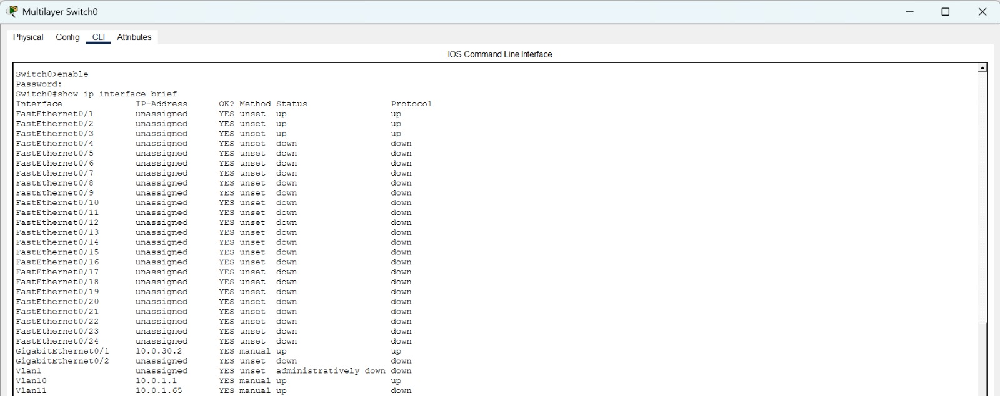 Multilayer Switch0
Physical Config CLI Attributes
IOS Command Line Interface
Switch0>enable
Password:
Switch0#show ip interface brief
Interface IP-Address OK? Method Status Protocol
FastEthernet0/1 unassigned YES unset up up
FastEthernet0/2 unassigned YES unset up up
FastEthernet0/3 unassigned YES unset up up
FastEthernet0/4 unassigned YES unset down down
FastEthernet0/5 unassigned YES unset down down
FastEthernet0/6 unassigned YES unset down down
FastEthernet0/7 unassigned YES unset down down
FastEthernet0/8 unassigned YES unset down down
FastEthernet0/9 unassigned YES unset down down
FastEthernet0/10 unassigned YES unset down down
FastEthernet0/11 unassigned YES unset down down
FastEthernet0/12 unassigned YES unset down down
FastEthernet0/13 unassigned YES unset down down
FastEthernet0/14 unassigned YES unset down down
FastEthernet0/15 unassigned YES unset down down
FastEthernet0/16 unassigned YES unset down down
FastEthernet0/17 unassigned YES unset down down
FastEthernet0/18 unassigned YES unset down down
FastEthernet0/19 unassigned YES unset down down
FastEthernet0/20 unassigned YES unset down down
FastEthernet0/21 unassigned YES unset down down
FastEthernet0/22 unassigned YES unset down down
FastEthernet0/23 unassigned YES unset down down
FastEthernet0/24 unassigned YES unset down down
GigabitEthernet0/1 10.0.30.2 YES manual up up
GigabitEthernet0/2 unassigned YES unset down down
Vlan1 unassigned YES unset administratively down down
Vlan10 10.0.1.1 YES manual up up
Vlan11 10.0.1.65 YES manual up down